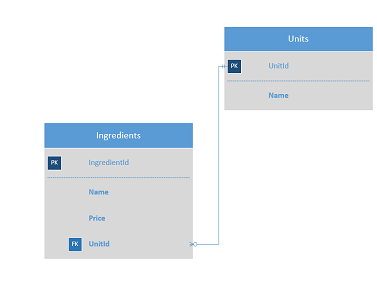 Units
PK UnitId
Name
Ingredients
PK IngredientId
Name
Price
FK UnitId